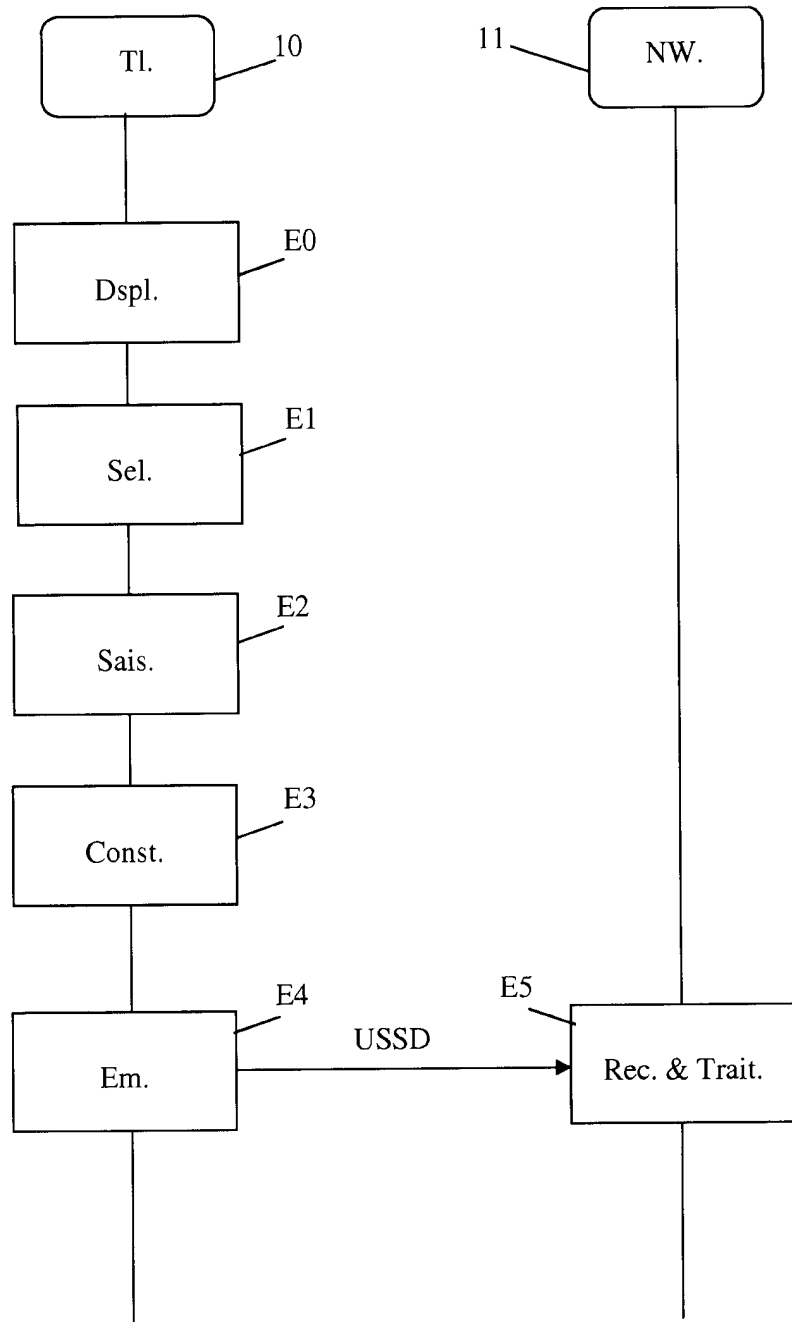 Tl.
10
11
NW.
E0
Dspl.
E1
Sel.
E2
Sais.
E3
Const.
E4
Em.
USSD
E5
Rec. & Trait.